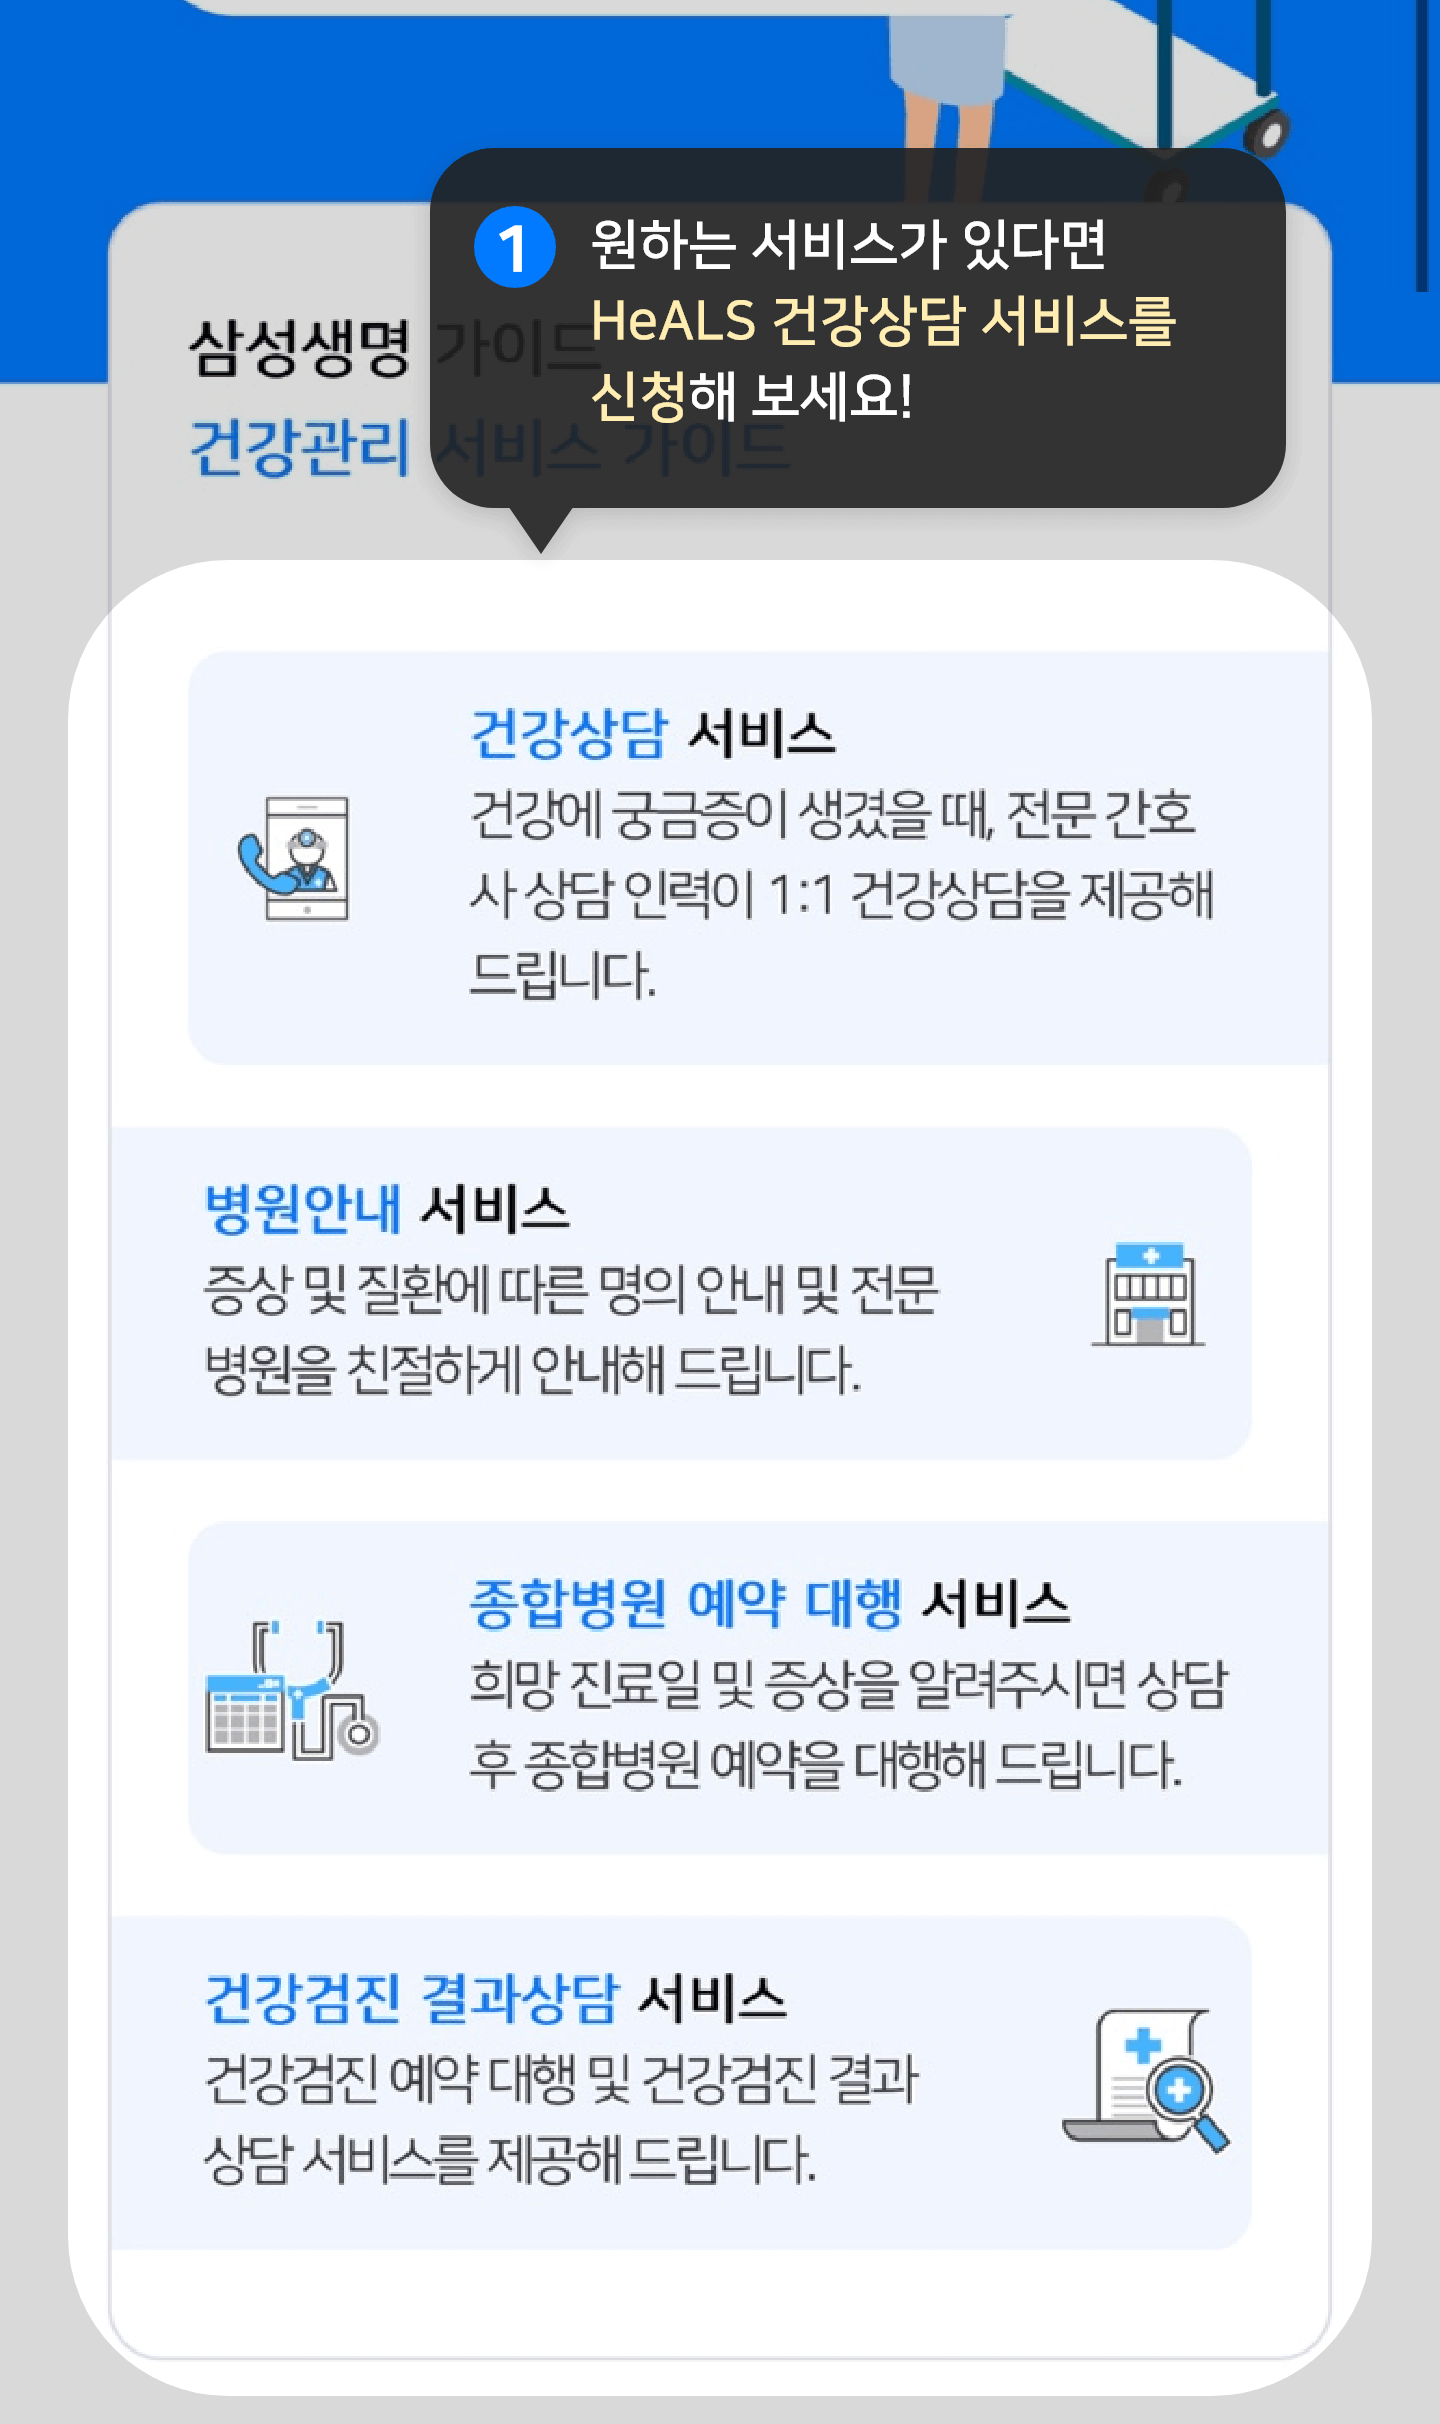 1 원하는 서비스가 있다면
HeALS 건강상담 서비스를
신청해 보세요!
삼성생명 가이드
건강관리 서비스 가이드
건강상담 서비스
건강에 궁금증이 생겼을 때, 전문 간호
사 상담 인력이 1:1 건강상담을 제공해
드립니다.
병원안내 서비스
증상 및 질환에 따른 명의 안내 및 전문
병원을 친절하게 안내해 드립니다.
종합병원 예약 대행 서비스
희망 진료일 및 증상을 알려주시면 상담
후 종합병원 예약을 대행해 드립니다.
건강검진 결과상담 서비스
건강검진 예약 대행 및 건강검진 결과
상담 서비스를 제공해 드립니다.